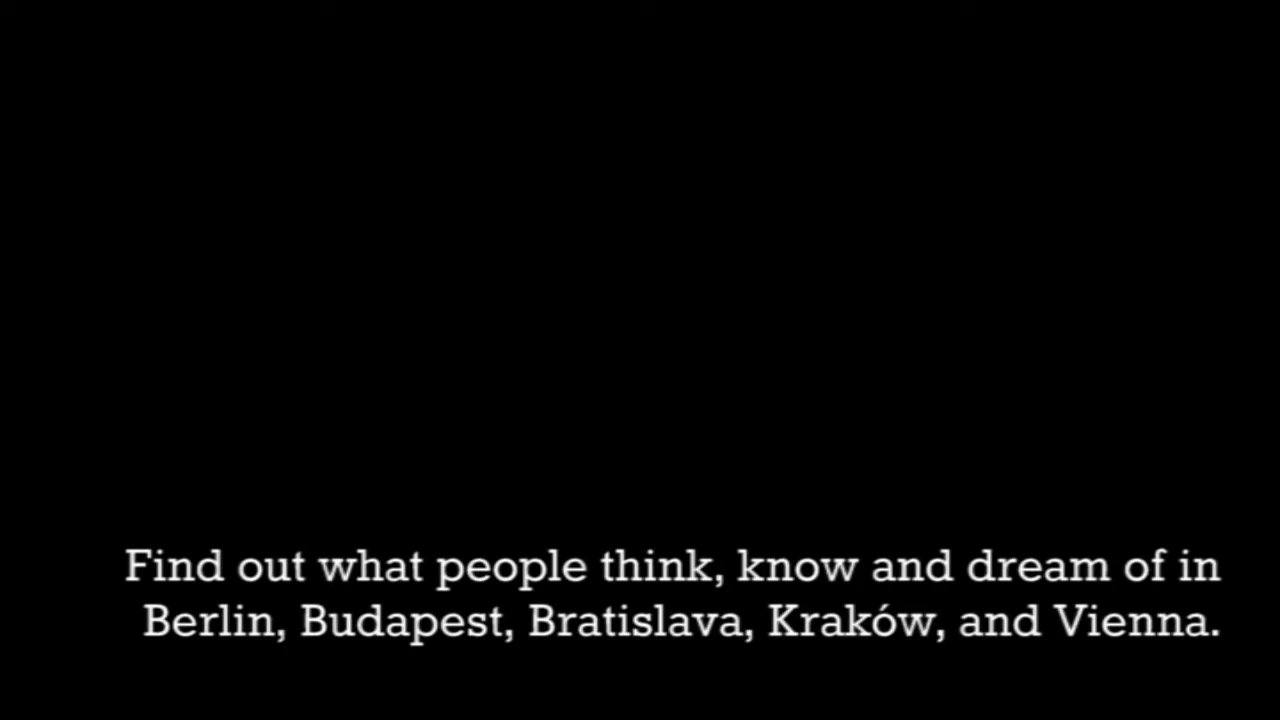 Find out what people think, know and dream of in
Berlin, Budapest, Bratislava, Kraków, and Vienna.